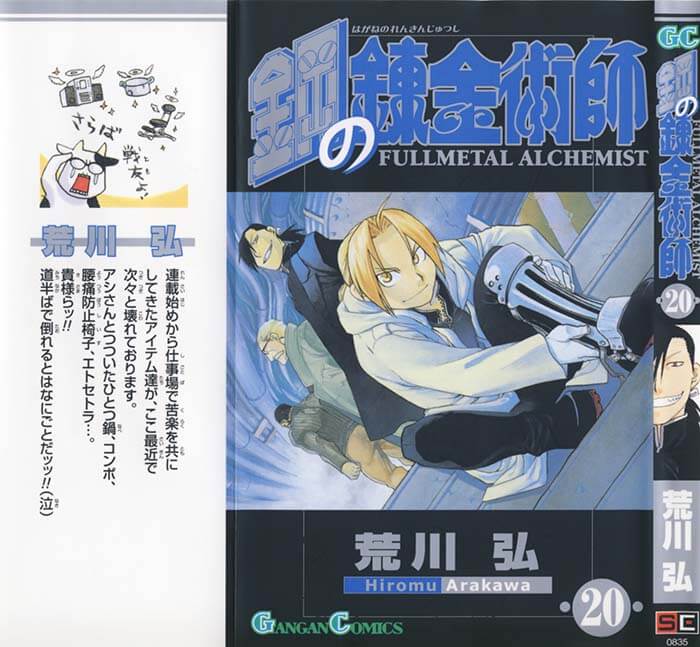 さらば
戦友よ
荒川 弘
連載始めから仕事場で苦楽を共に
してきたアイテム達が、ここ最近で
次々と壊れております。
アシさんとつついたひとつ鍋、コンポ、
腰痛防止椅子、エトセトラ…。
貴様らッ!!
道半ばで倒れるとはなにごとだッッ!!(泣)
はがねのれんきんじゅつし
鋼の錬金術師
FULLMETAL ALCHEMIST
荒川 弘
Hiromu Arakawa
GANGAN COMICS
・20・
GC
鋼の錬金術師
FULLMETAL ALCHEMIST
・20・
荒川 弘
SE
0835